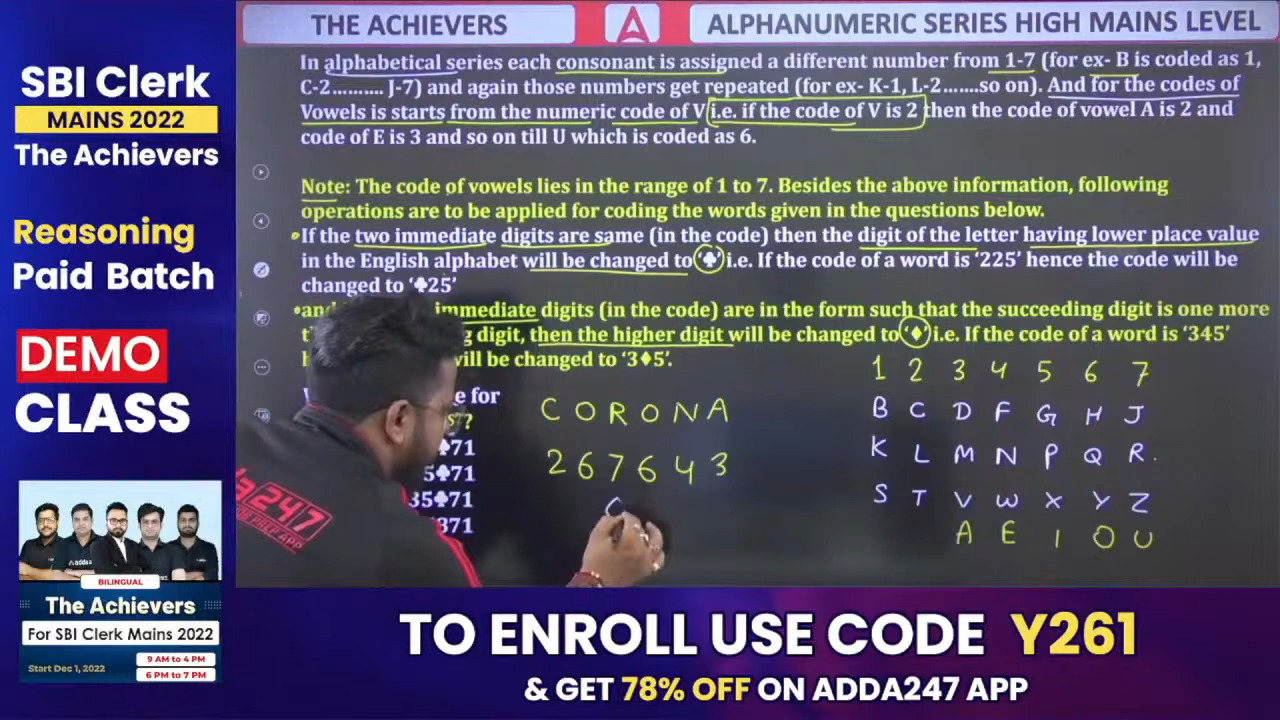 THE ACHIEVERS
A
ALPHANUMERIC SERIES HIGH MAINS LEVEL
SBI Clerk
MAINS 2022
The Achievers
Reasoning
Paid Batch
DEMO
CLASS
BILINGUAL
The Achievers
For SBI Clerk Mains 2022
Start Dec 1, 2022
9 AM to 4 PM
6 PM to 7 PM
In alphabetical series each consonant is assigned a different number from 1-7 (for ex- B is coded as 1,
C-2.......... J-7) and again those numbers get repeated (for ex- K-1, L-2.......so on). And for the codes of
Vowels is starts from the numeric code of V i.e. if the code of V is 2 then the code of vowel A is 2 and
code of E is 3 and so on till U which is coded as 6.
Note: The code of vowels lies in the range of 1 to 7. Besides the above information, following
operations are to be applied for coding the words given in the questions below.
•If the two immediate digits are same (in the code) then the digit of the letter having lower place value
in the English alphabet will be changed to '♣' i.e. If the code of a word is '225' hence the code will be
changed to '♣25'
•and immediate digits (in the code) are in the form such that the succeeding digit is one more
digit, then the higher digit will be changed to '♦' i.e. If the code of a word is '345'
will be changed to '3♦5'.
for
?
♣71
5♣71
35♣71
871
C O R O N A
2 6 7 6 4 3
1 2 3 4 5 6 7
B C D F G H J
K L M N P Q R.
S T V W X Y Z
A E I O U
247
TO ENROLL USE CODE Y261
& GET 78% OFF ON ADDA247 APP